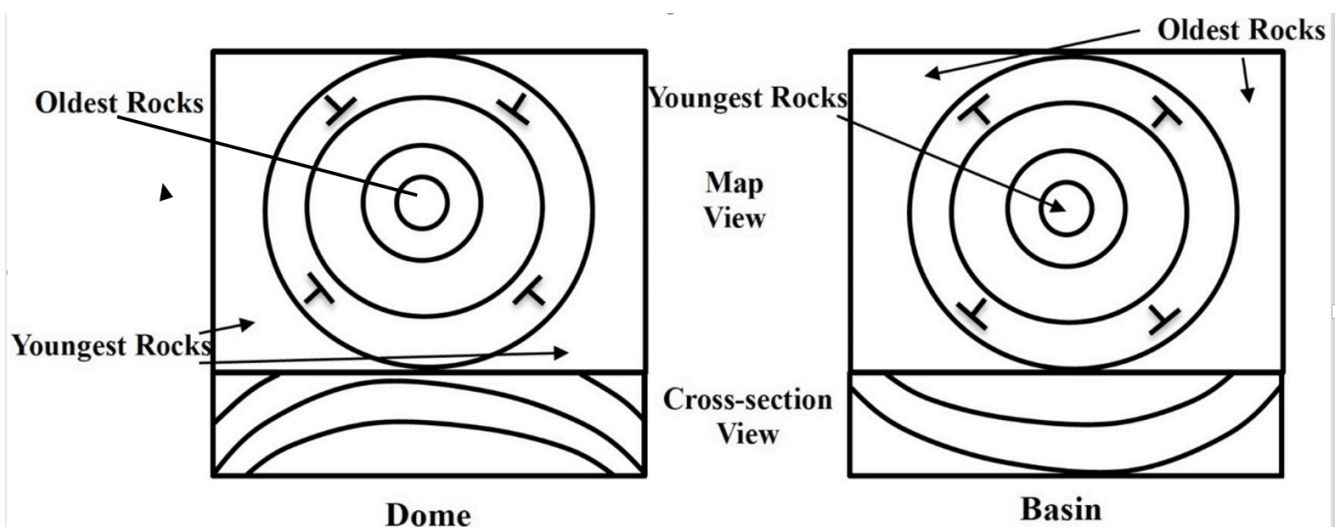 Oldest Rocks
Oldest Rocks
Youngest Rocks
Map
View
Youngest Rocks
Cross-section
View
Dome
Basin